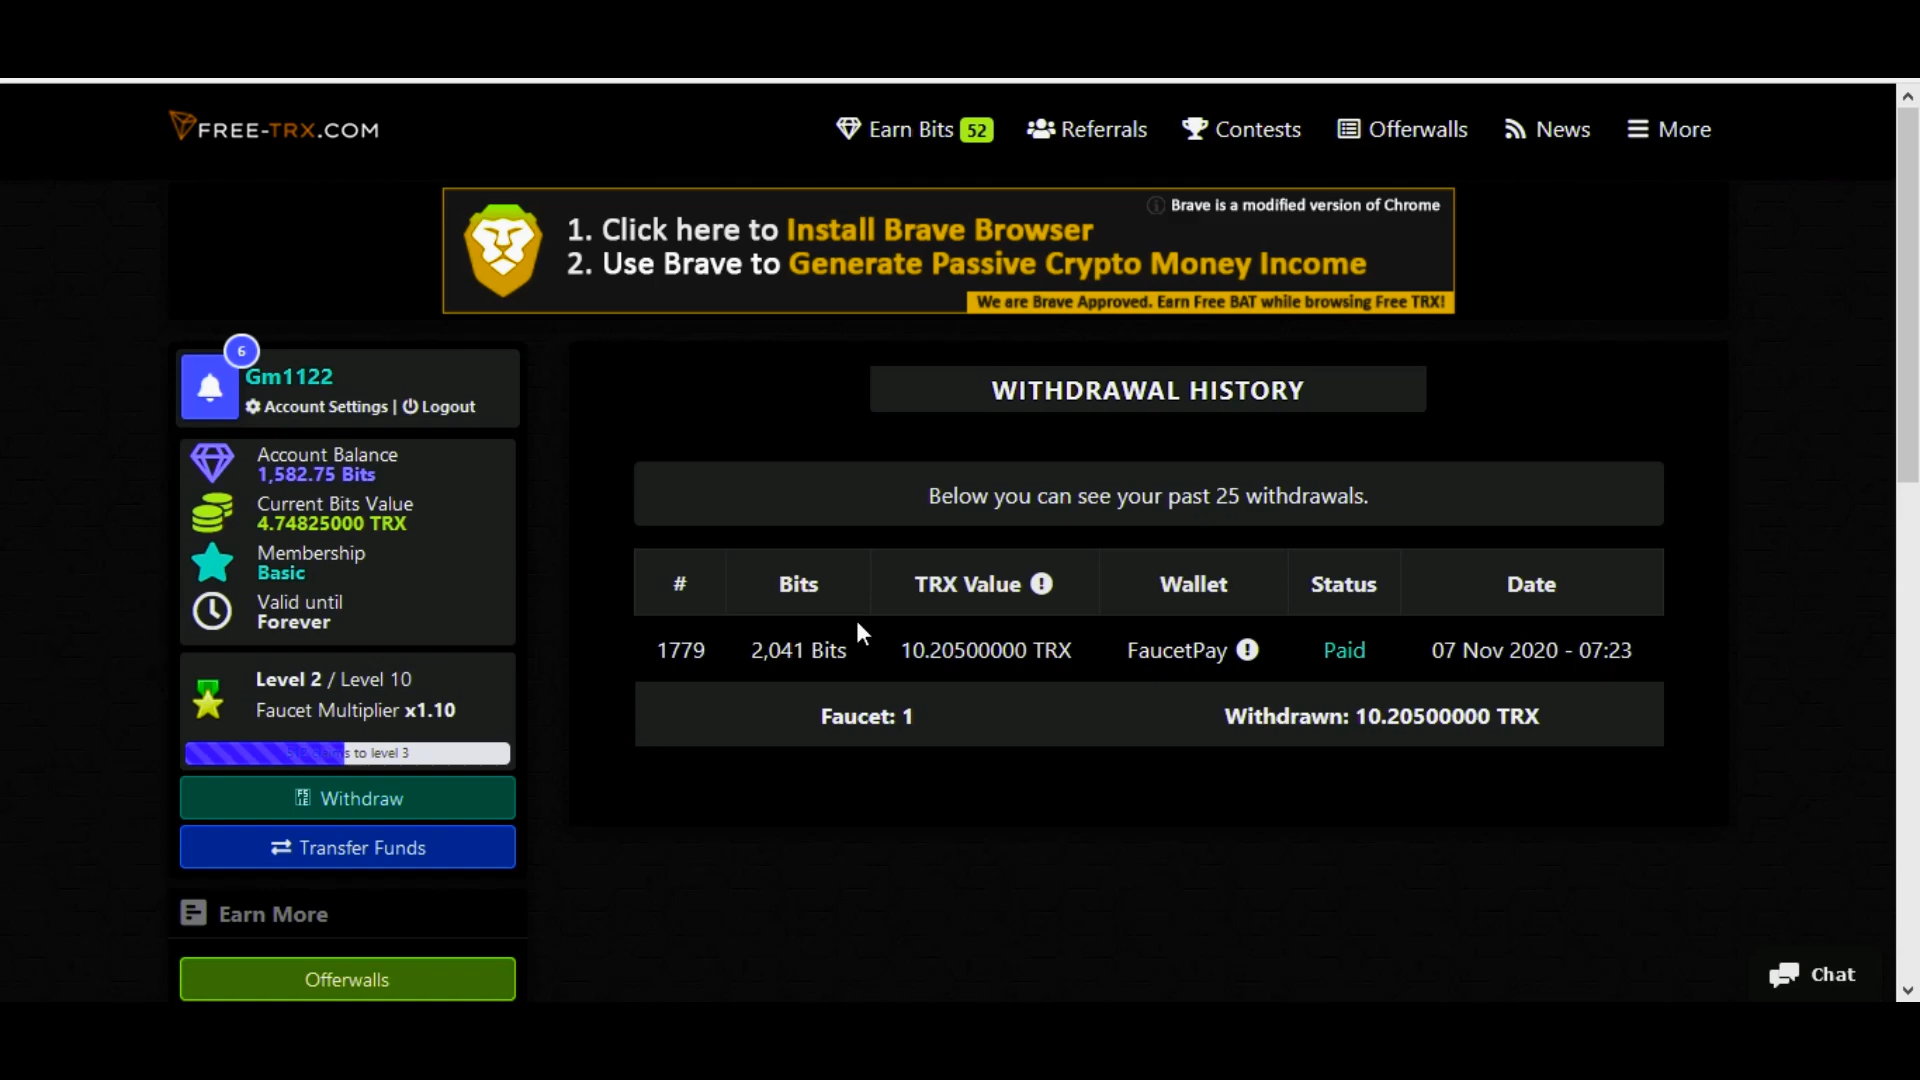 FREE-TRX.COM
Earn Bits 52
Referrals
Contests
Offerwalls
News
More
Brave is a modified version of Chrome
1. Click here to Install Brave Browser
2. Use Brave to Generate Passive Crypto Money Income
We are Brave Approved. Earn Free BAT while browsing Free TRX!
6
Gm1122
Account Settings | Logout
Account Balance
1,582.75 Bits
Current Bits Value
4.74825000 TRX
Membership
Basic
Valid until
Forever
Level 2 / Level 10
Faucet Multiplier x1.10
to level 3
Withdraw
Transfer Funds
Earn More
Offerwalls
WITHDRAWAL HISTORY
Below you can see your past 25 withdrawals.
# Bits TRX Value Wallet Status Date
1779 2,041 Bits 10.20500000 TRX FaucetPay Paid 07 Nov 2020 - 07:23
Faucet: 1 Withdrawn: 10.20500000 TRX
Chat